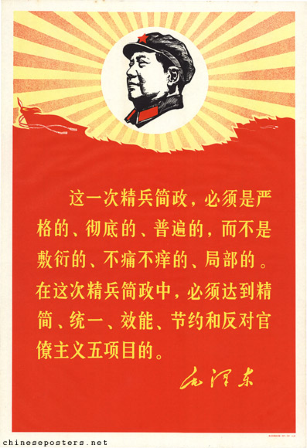 这一次精兵简政，必须是严
格的、彻底的、普遍的，而不是
敷衍的、不痛不痒的、局部的。
在这次精兵简政中，必须达到精
简、统一、效能、节约和反对官
僚主义五项目的。
毛泽东
chineseposters.net